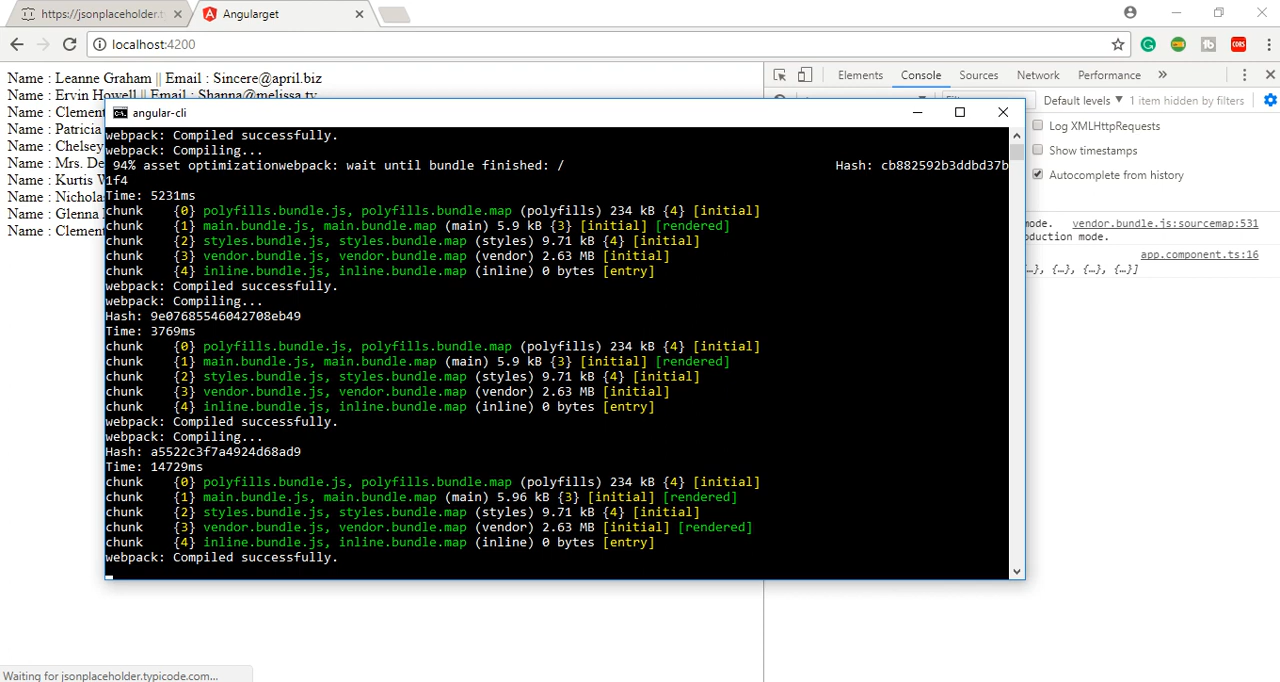 https://jsonplaceholder.t
Angularget
localhost:4200
Name : Leanne Graham || Email : Sincere@april.biz
Name : Ervin Howell || Email : Shanna@melissa.tv
Name : Clement
Name : Patricia
Name : Chelsey
Name : Mrs. De
Name : Kurtis
Name : Nichola
Name : Glenna
Name : Clement
Elements Console Sources Network Performance »
Default levels ▼ 1 item hidden by filters
Log XMLHttpRequests
Show timestamps
Autocomplete from history
mode. vendor.bundle.js:sourcemap:531
oduction mode.
app.component.ts:16
…}, {…}, {…}, {…}]
angular-cli
webpack: Compiled successfully.
webpack: Compiling...
94% asset optimizationwebpack: wait until bundle finished: / Hash: cb882592b3ddbd37b
1f4
Time: 5231ms
chunk {0} polyfills.bundle.js, polyfills.bundle.map (polyfills) 234 kB {4} [initial]
chunk {1} main.bundle.js, main.bundle.map (main) 5.9 kB {3} [initial] [rendered]
chunk {2} styles.bundle.js, styles.bundle.map (styles) 9.71 kB {4} [initial]
chunk {3} vendor.bundle.js, vendor.bundle.map (vendor) 2.63 MB [initial]
chunk {4} inline.bundle.js, inline.bundle.map (inline) 0 bytes [entry]
webpack: Compiled successfully.
webpack: Compiling...
Hash: 9e07685546042708eb49
Time: 3769ms
chunk {0} polyfills.bundle.js, polyfills.bundle.map (polyfills) 234 kB {4} [initial]
chunk {1} main.bundle.js, main.bundle.map (main) 5.9 kB {3} [initial] [rendered]
chunk {2} styles.bundle.js, styles.bundle.map (styles) 9.71 kB {4} [initial]
chunk {3} vendor.bundle.js, vendor.bundle.map (vendor) 2.63 MB [initial]
chunk {4} inline.bundle.js, inline.bundle.map (inline) 0 bytes [entry]
webpack: Compiled successfully.
webpack: Compiling...
Hash: a5522c3f7a4924d68ad9
Time: 14729ms
chunk {0} polyfills.bundle.js, polyfills.bundle.map (polyfills) 234 kB {4} [initial]
chunk {1} main.bundle.js, main.bundle.map (main) 5.96 kB {3} [initial] [rendered]
chunk {2} styles.bundle.js, styles.bundle.map (styles) 9.71 kB {4} [initial]
chunk {3} vendor.bundle.js, vendor.bundle.map (vendor) 2.63 MB [initial] [rendered]
chunk {4} inline.bundle.js, inline.bundle.map (inline) 0 bytes [entry]
webpack: Compiled successfully.
Waiting for jsonplaceholder.typicode.com...